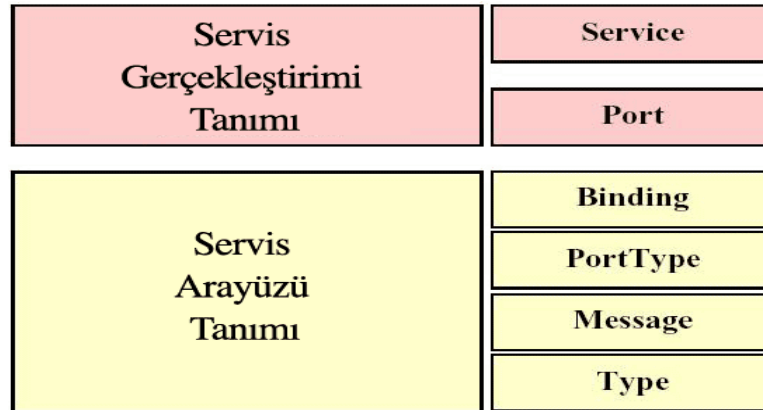 Servis
Gerçekleştirimi
Tanımı
Service
Port
Servis
Arayüzü
Tanımı
Binding
PortType
Message
Type